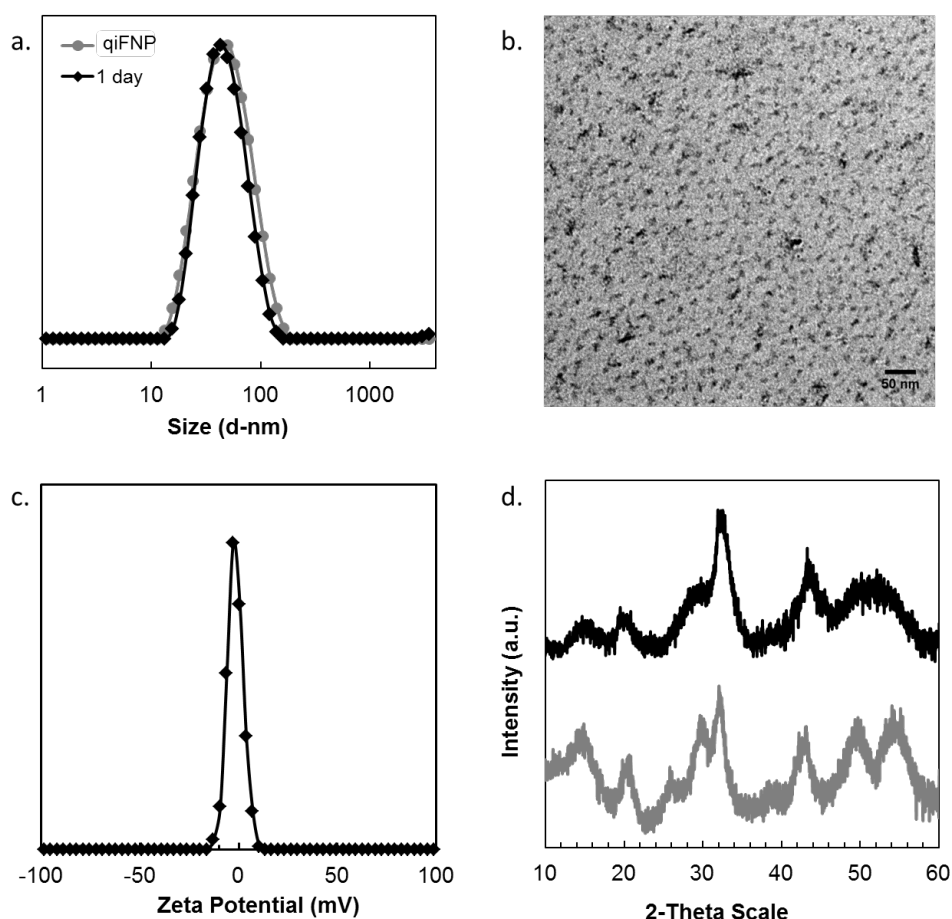 a.
qiFNP
1 day
1 10 100 1000
Size (d-nm)
b.
50 nm
c.
-100 -50 0 50 100
Zeta Potential (mV)
d.
Intensity (a.u.)
10 20 30 40 50 60
2-Theta Scale